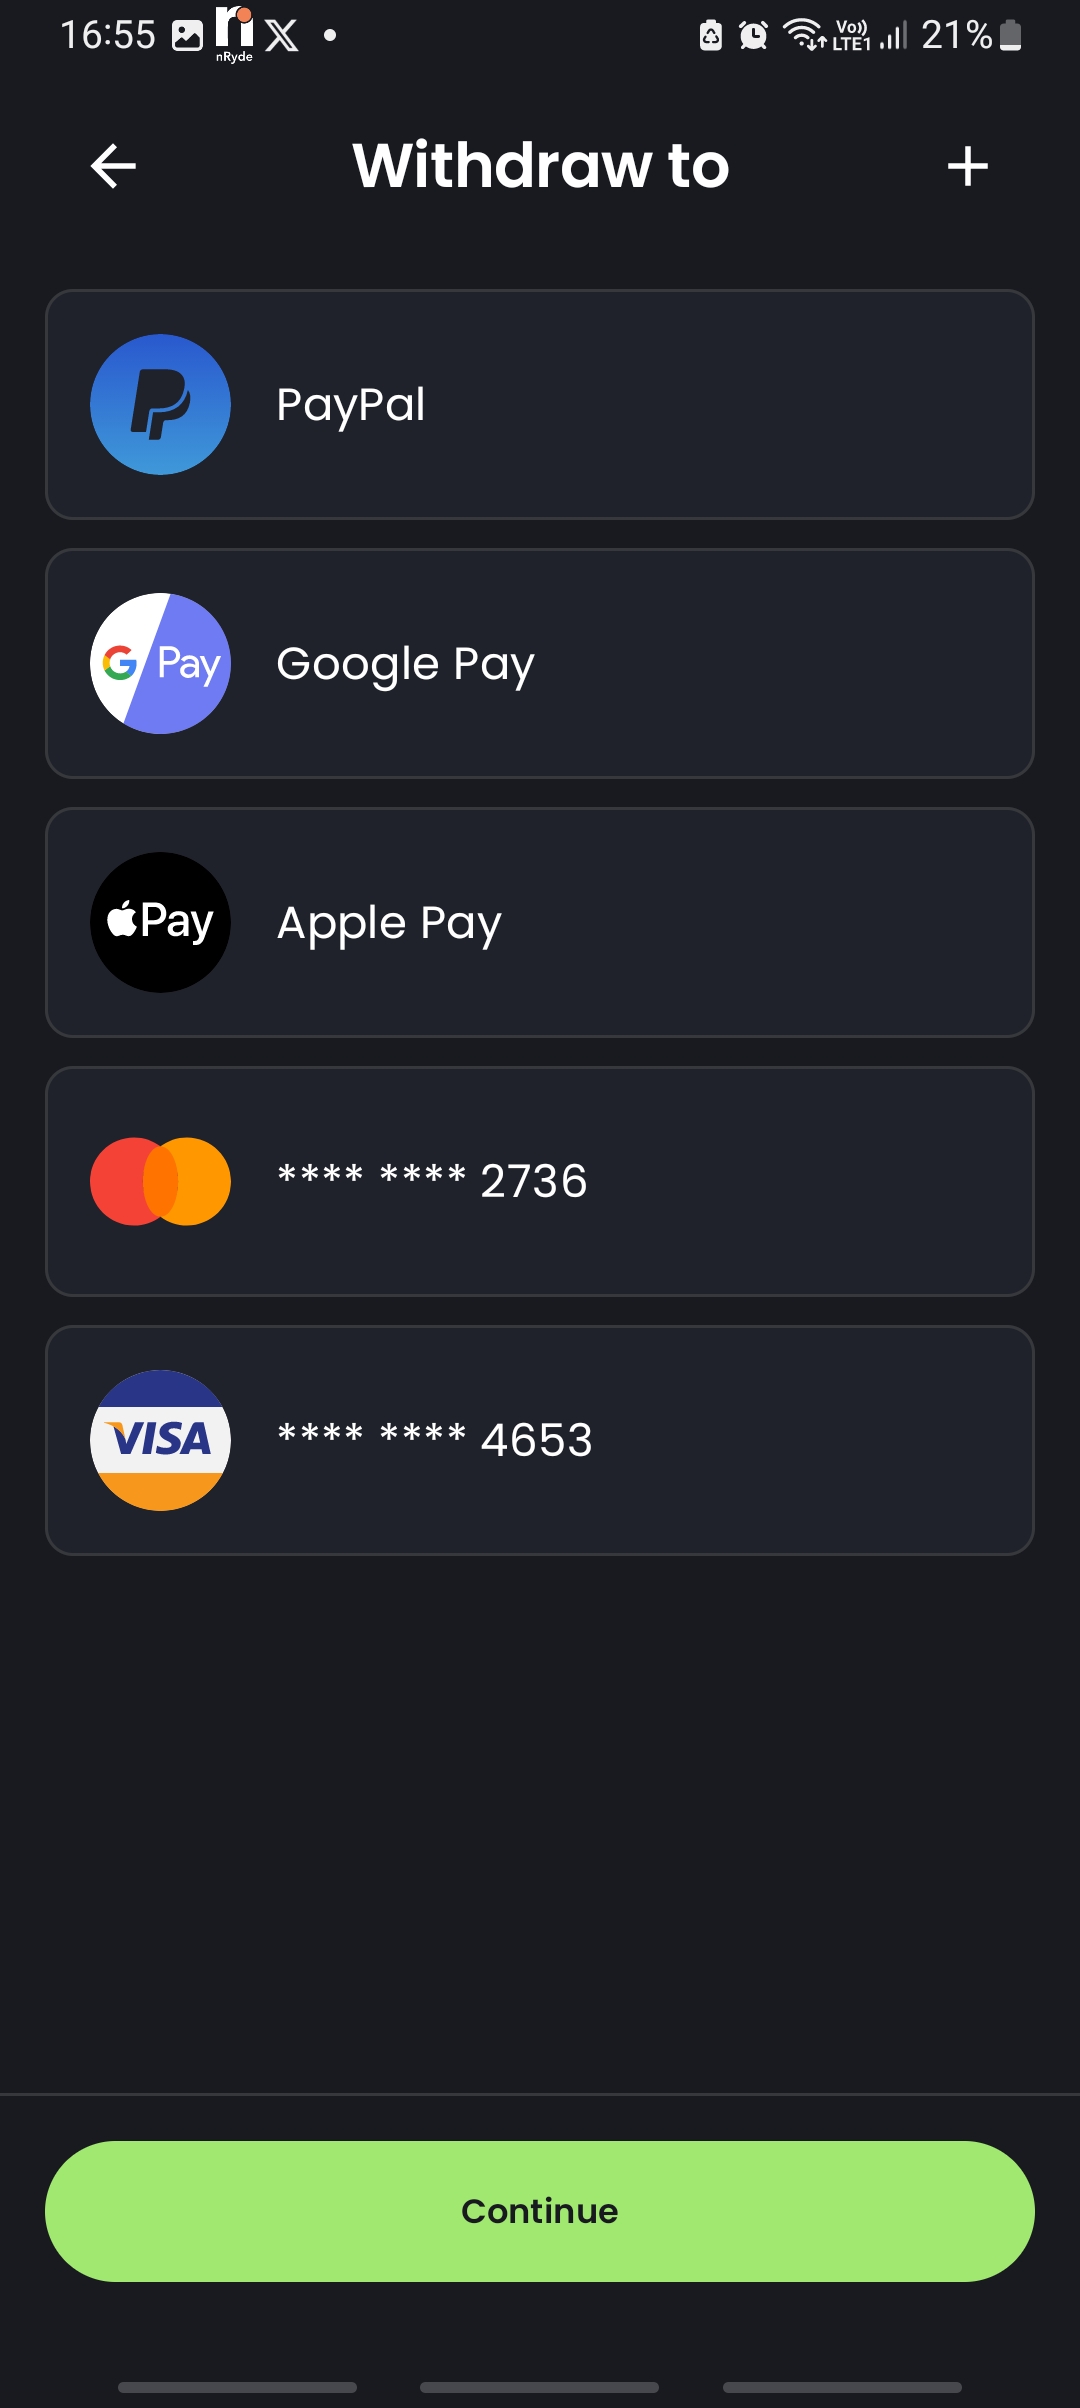 16:55 nRyde Vo)) LTE1 21%
Withdraw to
PayPal
G Pay Google Pay
Pay Apple Pay
**** **** 2736
VISA **** **** 4653
Continue